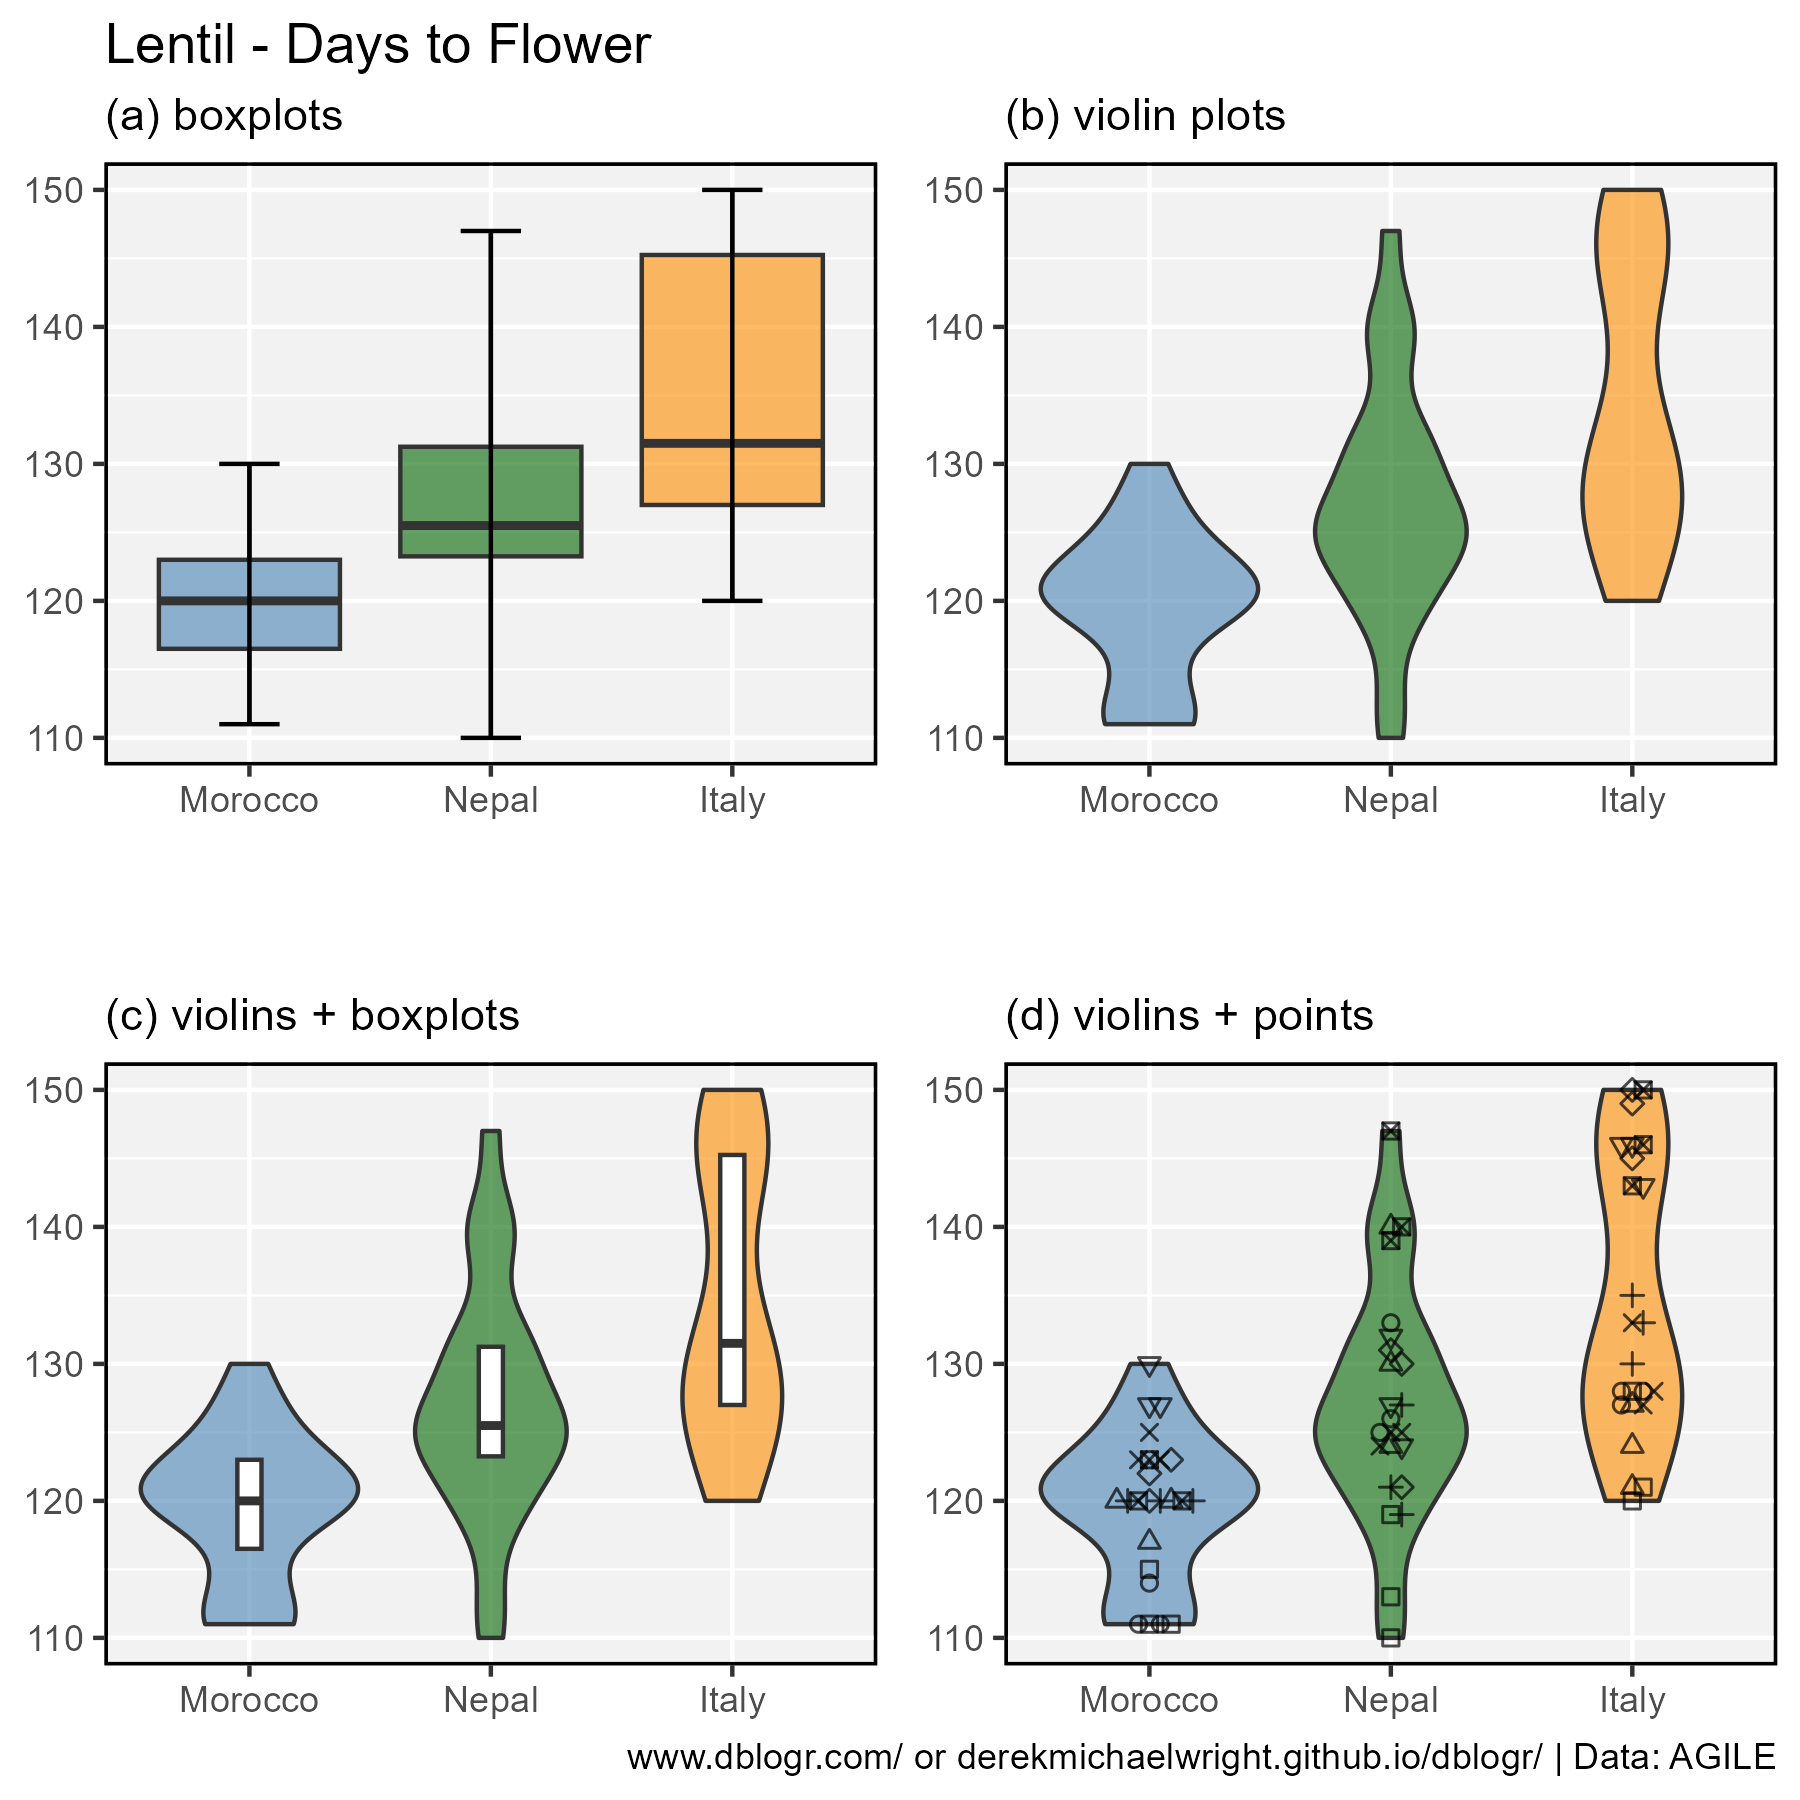 Lentil - Days to Flower
(a) boxplots
150
140
130
120
110
Morocco Nepal Italy
(b) violin plots
150
140
130
120
110
Morocco Nepal Italy
(c) violins + boxplots
150
140
130
120
110
Morocco Nepal Italy
(d) violins + points
150
140
130
120
110
Morocco Nepal Italy
www.dblogr.com/ or derekmichaelwright.github.io/dblogr/ | Data: AGILE